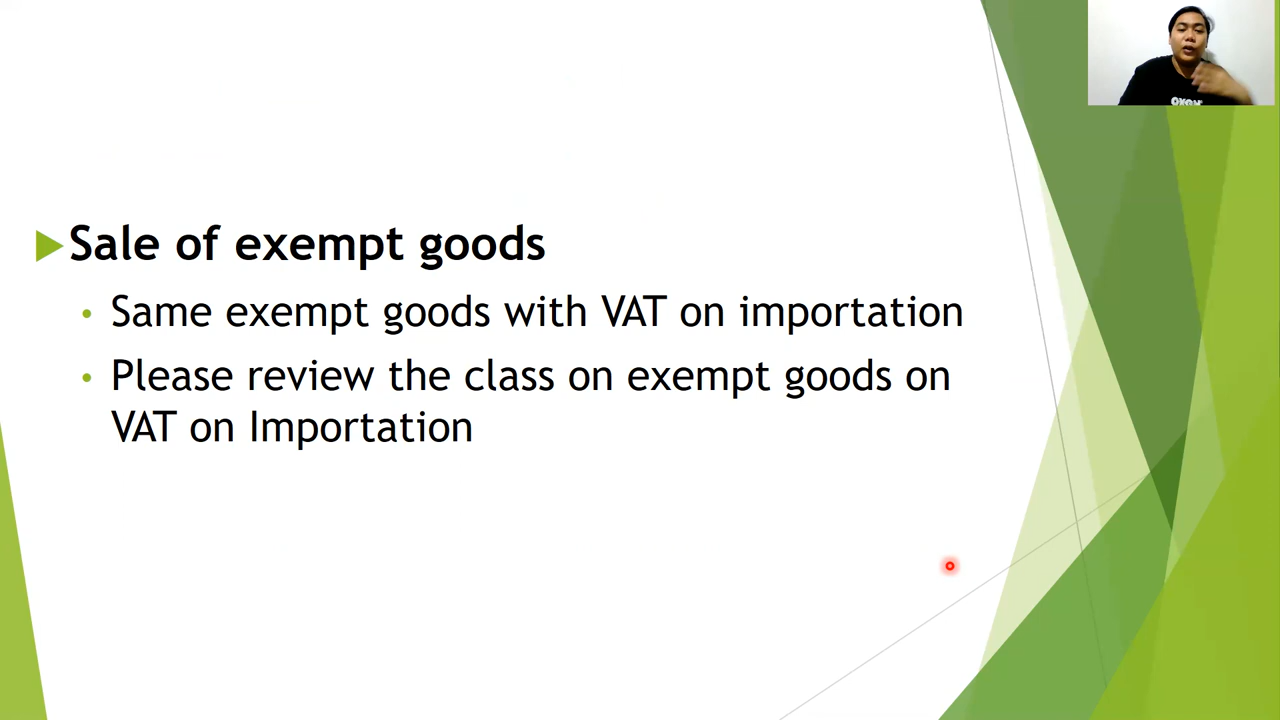 Sale of exempt goods
Same exempt goods with VAT on importation
Please review the class on exempt goods on
VAT on Importation